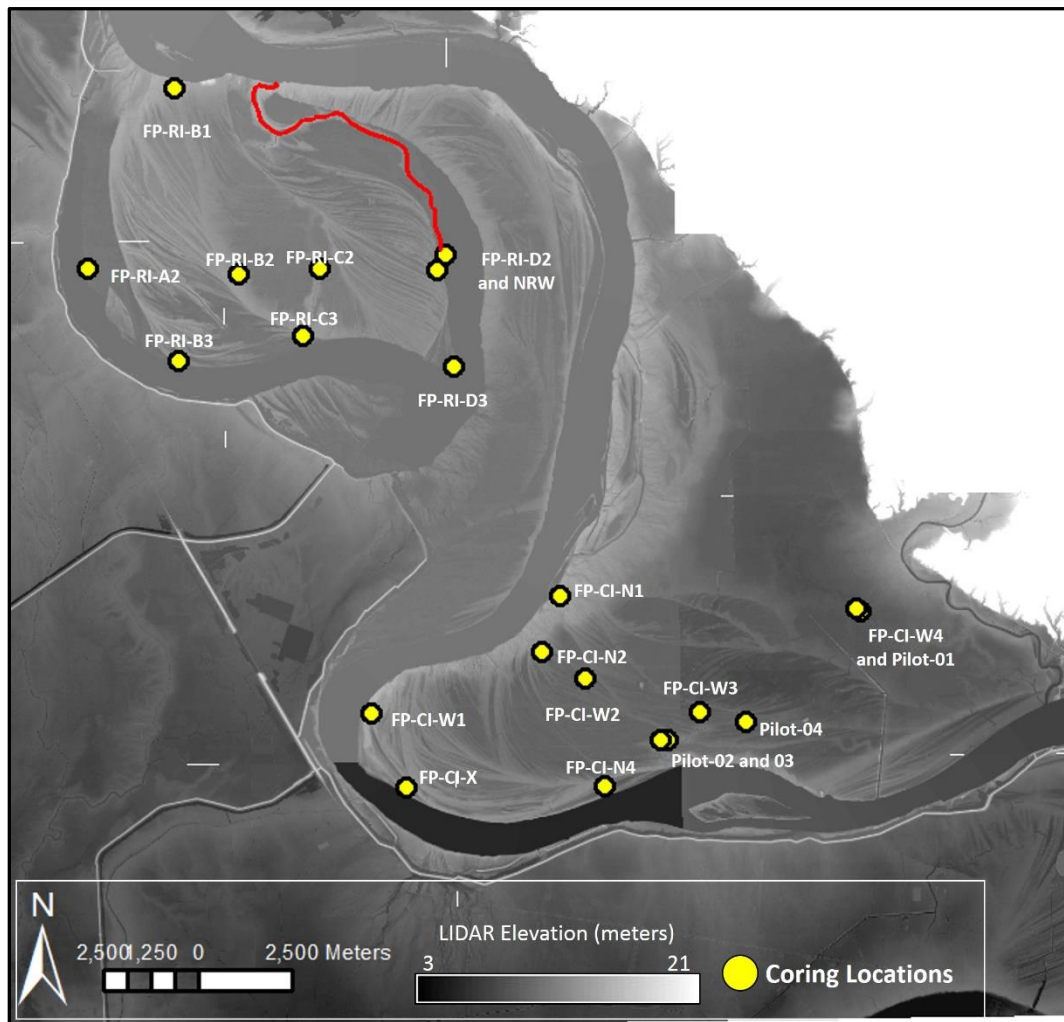 FP-RI-B1
FP-RI-A2
FP-RI-B2
FP-RI-C2
FP-RI-D2
and NRW
FP-RI-C3
FP-RI-B3
FP-RI-D3
FP-CI-N1
FP-CI-W4
and Pilot-01
FP-CI-N2
FP-CI-W3
FP-CI-W2
FP-CI-W1
Pilot-04
Pilot-02 and 03
FP-CI-X
FP-CI-N4
N
LIDAR Elevation (meters)
2,500 1,250 0 2,500 Meters
3 21
Coring Locations